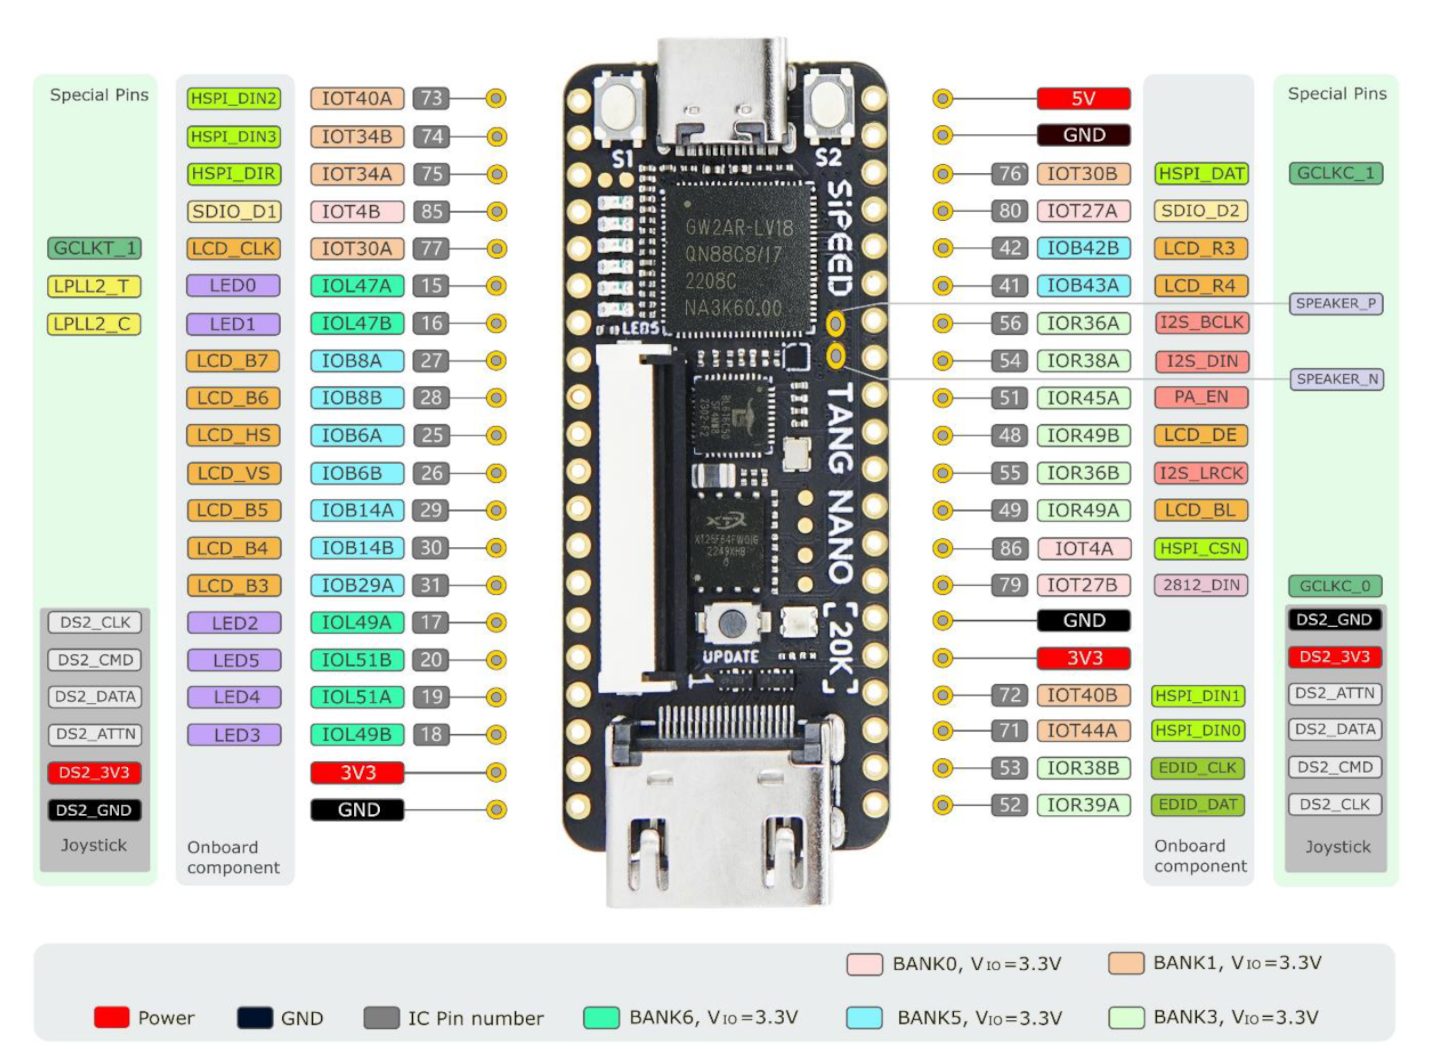 Special Pins HSPI_DIN2 IOT40A 73 5V Special Pins
HSPI_DIN3 IOT34B 74 GND
S1 S2
HSPI_DIR IOT34A 75 76 IOT30B HSPI_DAT GCLKC_1
SDIO_D1 IOT4B 85 80 IOT27A SDIO_D2
GCLKT_1 LCD_CLK IOT30A 77 42 IOB42B LCD_R3
LPLL2_T LED0 IOL47A 15 41 IOB43A LCD_R4
SPEAKER_P
LPLL2_C LED1 IOL47B 16 56 IOR36A I2S_BCLK
LCD_B7 IOB8A 27 54 IOR38A I2S_DIN
SPEAKER_N
LCD_B6 IOB8B 28 51 IOR45A PA_EN
LCD_HS IOB6A 25 48 IOR49B LCD_DE
LCD_VS IOB6B 26 55 IOR36B I2S_LRCK
LCD_B5 IOB14A 29 49 IOR49A LCD_BL
LCD_B4 IOB14B 30 86 IOT4A HSPI_CSN
LCD_B3 IOB29A 31 79 IOT27B 2812_DIN GCLKC_0
DS2_CLK LED2 IOL49A 17 GND DS2_GND
DS2_CMD LED5 IOL51B 20 3V3 DS2_3V3
DS2_DATA LED4 IOL51A 19 72 IOT40B HSPI_DIN1 DS2_ATTN
DS2_ATTN LED3 IOL49B 18 71 IOT44A HSPI_DIN0 DS2_DATA
DS2_3V3 3V3 53 IOR38B EDID_CLK DS2_CMD
DS2_GND GND 52 IOR39A EDID_DAT DS2_CLK
Joystick Onboard Onboard Joystick
component component
GW2AR-LV18
QN88C8/I7
2208C
NA3K60.00
SiPEED
TANG NANO
20K
UPDATE
1
BANK0, VIO=3.3V BANK1, VIO=3.3V
Power GND IC Pin number BANK6, VIO=3.3V BANK5, VIO=3.3V BANK3, VIO=3.3V